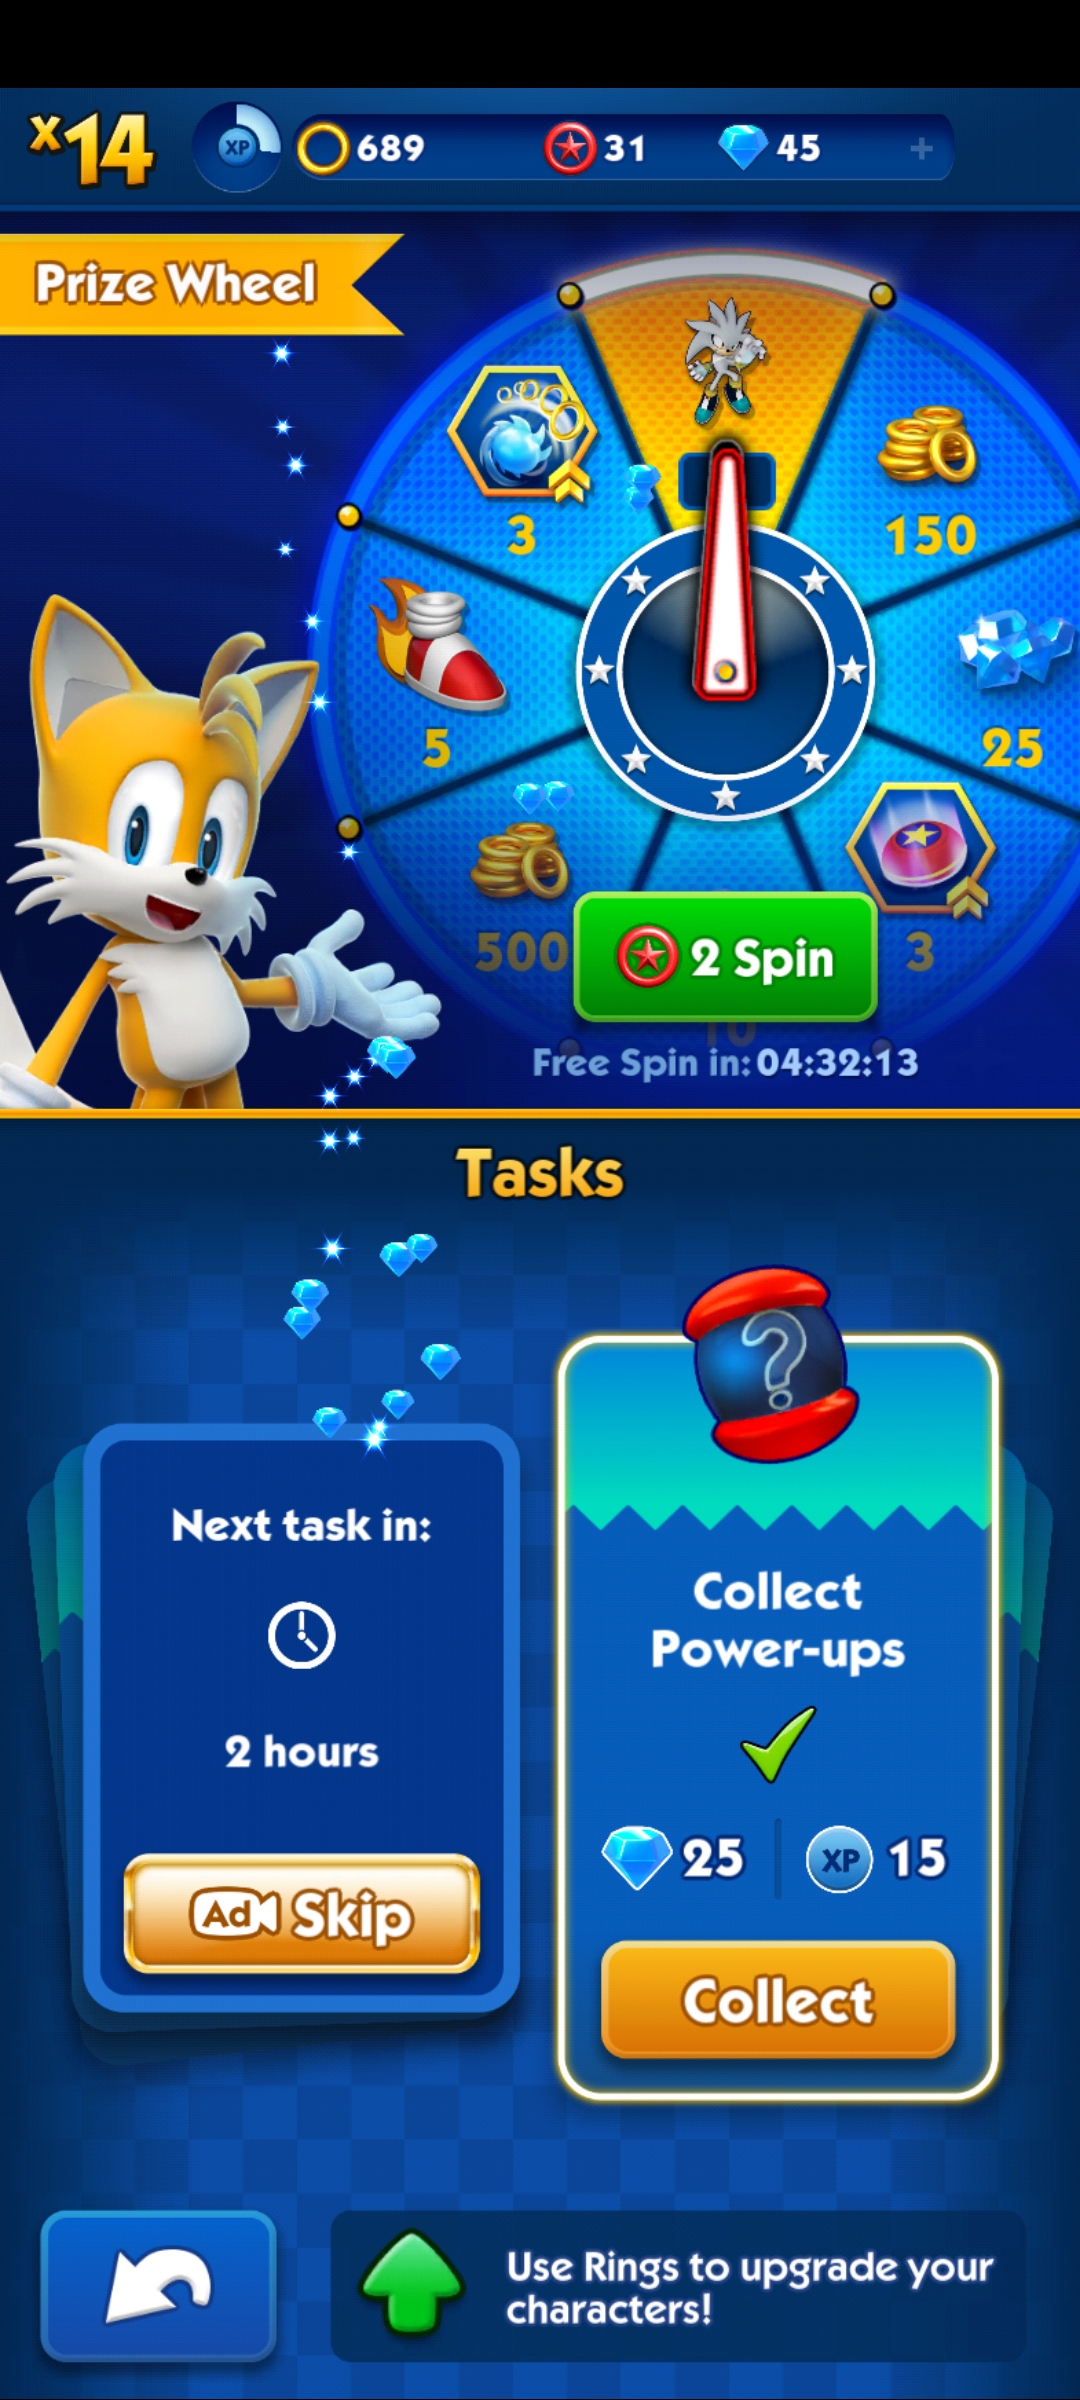 x14
XP
689
31
45
Prize Wheel
3
150
5
25
500
3
2 Spin
10
Free Spin in: 04:32:13
Tasks
Next task in:
2 hours
Ad Skip
?
Collect
Power-ups
25
XP 15
Collect
Use Rings to upgrade your
characters!